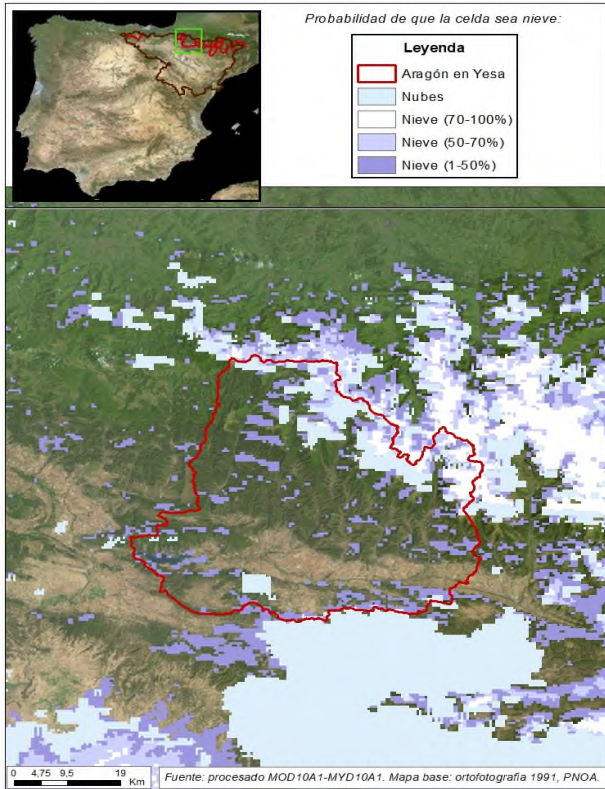 Probabilidad de que la celda sea nieve:
Leyenda
Aragón en Yesa
Nubes
Nieve (70-100%)
Nieve (50-70%)
Nieve (1-50%)
0 4,75 9,5 19
Km
Fuente: procesado MOD10A1-MYD10A1. Mapa base: ortofotografía 1991, PNOA.